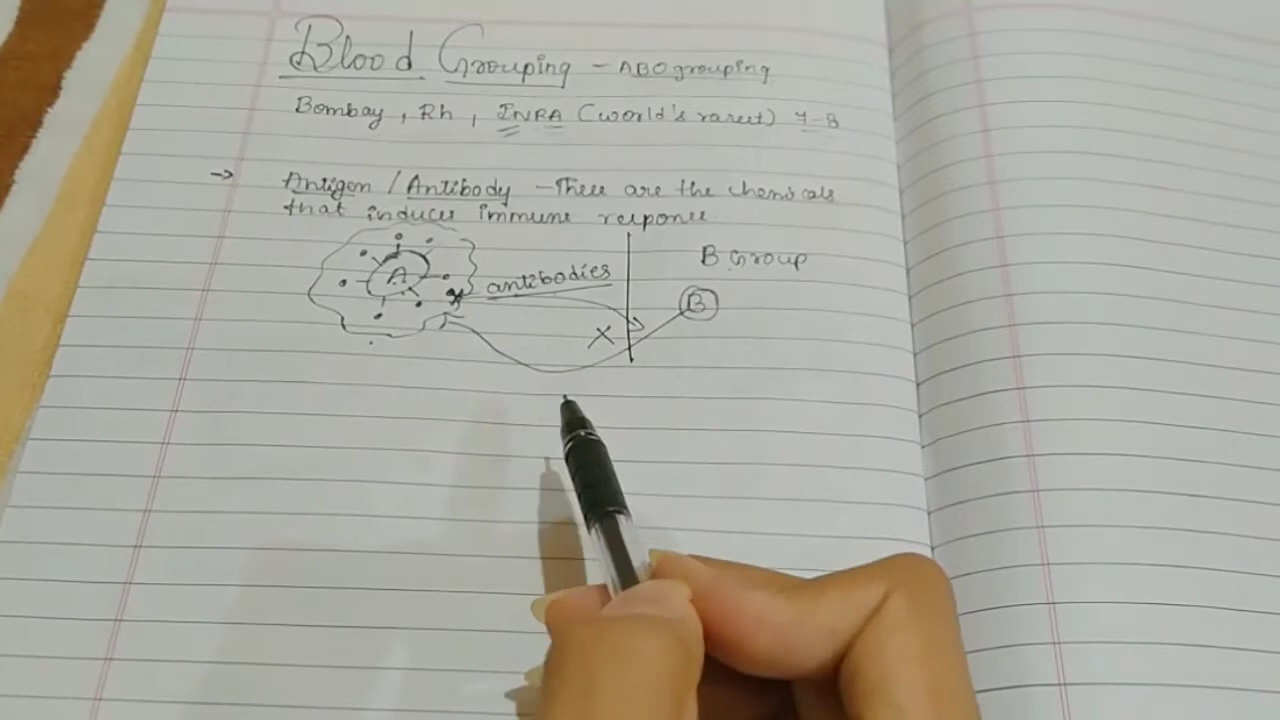 Blood Grouping - ABO grouping
Bombay, Rh, INRA (world's rarest) 7-8
→ Antigen / Antibody - These are the chemicals
that induces immune response
B Group
A
antibodies
B
X